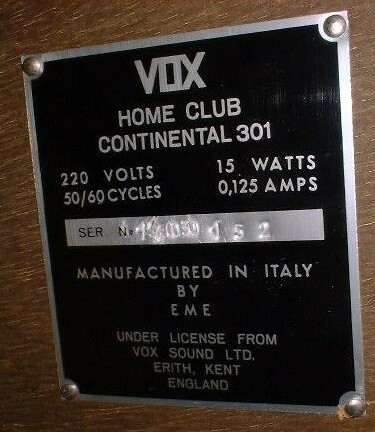 VOX
HOME CLUB
CONTINENTAL 301
220 VOLTS 15 WATTS
50/60 CYCLES 0,125 AMPS
SER. No
MANUFACTURED IN ITALY
BY
EME
UNDER LICENSE FROM
VOX SOUND LTD.
ERITH, KENT
ENGLAND